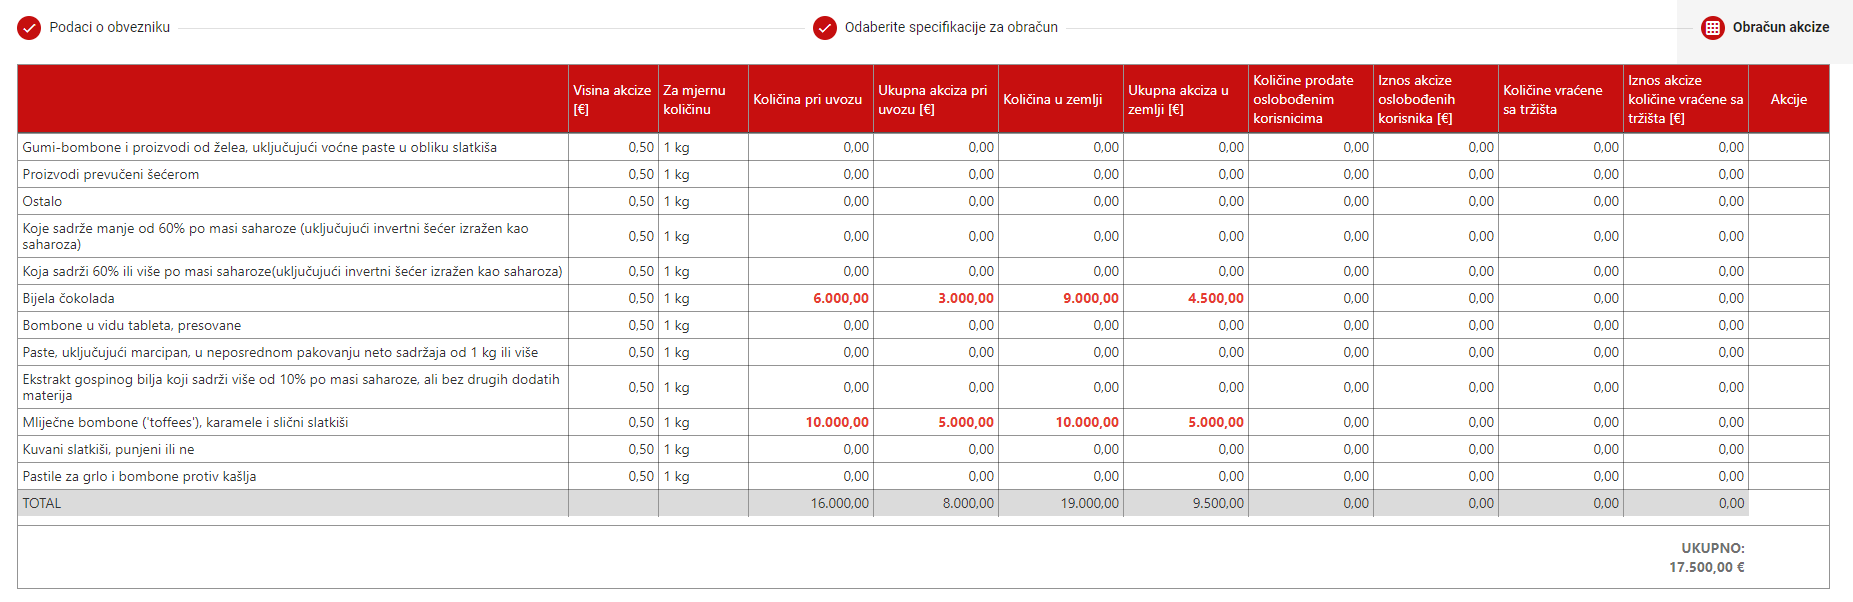 Podaci o obvezniku
Odaberite specifikacije za obračun
Obračun akcize
Visina akcize [€] Za mjernu količinu Količina pri uvozu Ukupna akciza pri uvozu [€] Količina u zemlji Ukupna akciza u zemlji [€] Količine prodate oslobođenim korisnicima Iznos akcize oslobođenih korisnika [€] Količine vraćene sa tržišta Iznos akcize količine vraćene sa tržišta [€] Akcije
Gumi-bombone i proizvodi od želea, uključujući voćne paste u obliku slatkiša 0,50 1 kg 0,00 0,00 0,00 0,00 0,00 0,00 0,00 0,00
Proizvodi prevučeni šećerom 0,50 1 kg 0,00 0,00 0,00 0,00 0,00 0,00 0,00 0,00
Ostalo 0,50 1 kg 0,00 0,00 0,00 0,00 0,00 0,00 0,00 0,00
Koje sadrže manje od 60% po masi saharoze (uključujući invertni šećer izražen kao
saharoza) 0,50 1 kg 0,00 0,00 0,00 0,00 0,00 0,00 0,00 0,00
Koja sadrži 60% ili više po masi saharoze(uključujući invertni šećer izražen kao saharoza) 0,50 1 kg 0,00 0,00 0,00 0,00 0,00 0,00 0,00 0,00
Bijela čokolada 0,50 1 kg 6.000,00 3.000,00 9.000,00 4.500,00 0,00 0,00 0,00 0,00
Bombone u vidu tableta, presovane 0,50 1 kg 0,00 0,00 0,00 0,00 0,00 0,00 0,00 0,00
Paste, uključujući marcipan, u neposrednom pakovanju neto sadržaja od 1 kg ili više 0,50 1 kg 0,00 0,00 0,00 0,00 0,00 0,00 0,00 0,00
Ekstrakt gospinog bilja koji sadrži više od 10% po masi saharoze, ali bez drugih dodatih
materija 0,50 1 kg 0,00 0,00 0,00 0,00 0,00 0,00 0,00 0,00
Mliječne bombone ('toffees'), karamele i slični slatkiši 0,50 1 kg 10.000,00 5.000,00 10.000,00 5.000,00 0,00 0,00 0,00 0,00
Kuvani slatkiši, punjeni ili ne 0,50 1 kg 0,00 0,00 0,00 0,00 0,00 0,00 0,00 0,00
Pastile za grlo i bombone protiv kašlja 0,50 1 kg 0,00 0,00 0,00 0,00 0,00 0,00 0,00 0,00
TOTAL 16.000,00 8.000,00 19.000,00 9.500,00 0,00 0,00 0,00 0,00
UKUPNO:
17.500,00 €